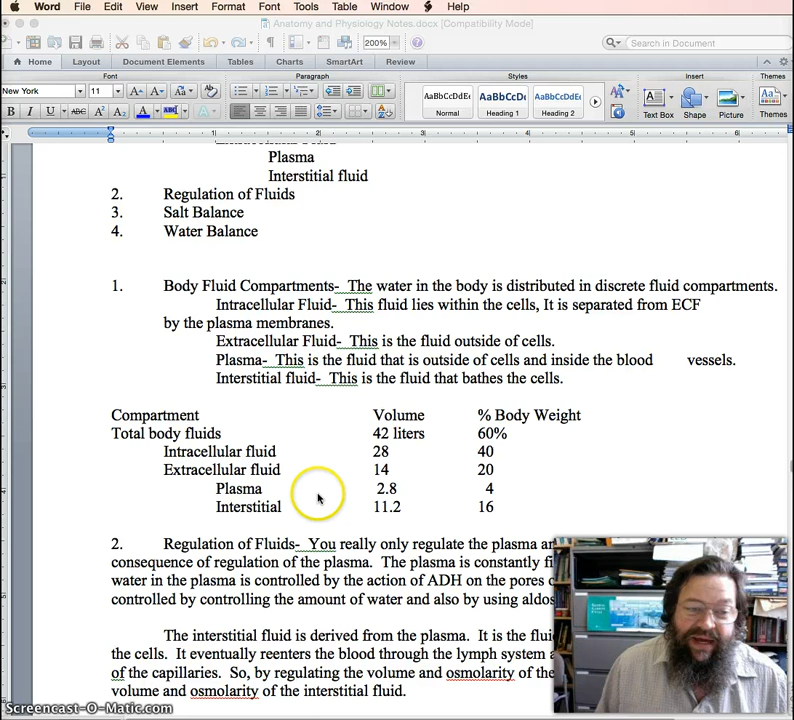 Word File Edit View Insert Format Font Tools Table Window Help
Anatomy and Physiology Notes.docx [Compatibility Mode]
200% Search in Document
Home Layout Document Elements Tables Charts SmartArt Review
Font Paragraph Styles Insert Themes
New York 11 A A Aa
AaBbCcDd AaBbCcDc AaBbCcDdEe
B I U ABC A² A₂ A ABC A
Normal Heading 1 Heading 2 Text Box Shape Picture Themes
1 2 3 4 5 6
Plasma
Interstitial fluid
2. Regulation of Fluids
3. Salt Balance
4. Water Balance
1. Body Fluid Compartments- The water in the body is distributed in discrete fluid compartments.
Intracellular Fluid- This fluid lies within the cells, It is separated from ECF
by the plasma membranes.
Extracellular Fluid- This is the fluid outside of cells.
Plasma- This is the fluid that is outside of cells and inside the blood vessels.
Interstitial fluid- This is the fluid that bathes the cells.
Compartment Volume % Body Weight
Total body fluids 42 liters 60%
Intracellular fluid 28 40
Extracellular fluid 14 20
Plasma 2.8 4
Interstitial 11.2 16
2. Regulation of Fluids- You really only regulate the plasma an
consequence of regulation of the plasma. The plasma is constantly fi
water in the plasma is controlled by the action of ADH on the pores o
controlled by controlling the amount of water and also by using aldos
The interstitial fluid is derived from the plasma. It is the flui
the cells. It eventually reenters the blood through the lymph system a
of the capillaries. So, by regulating the volume and osmolarity of the
volume and osmolarity of the interstitial fluid.
Screencast-O-Matic.com